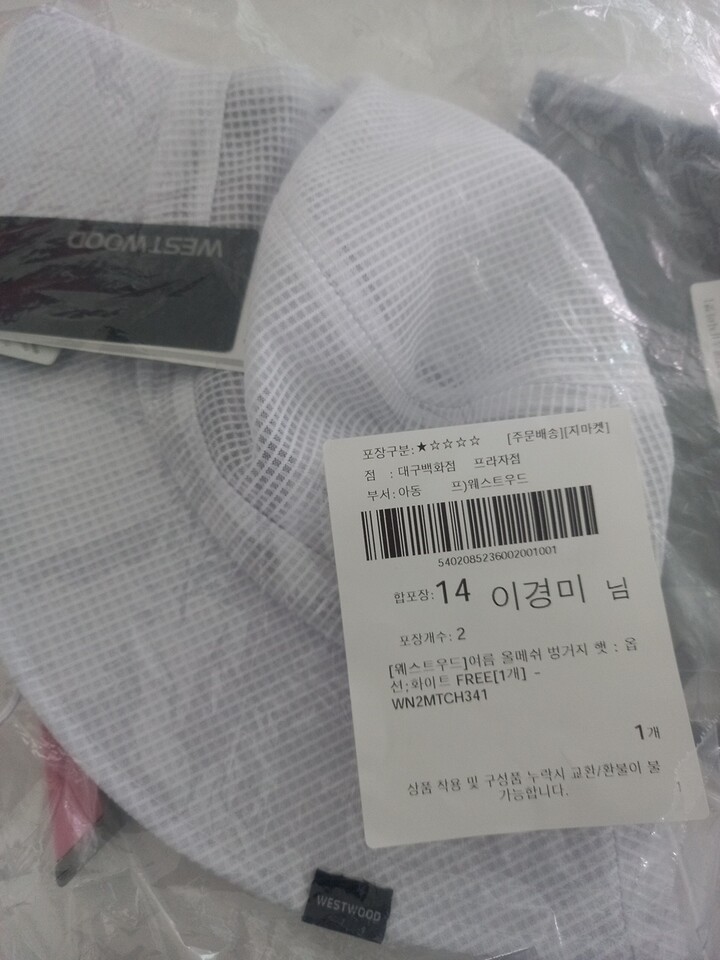 WESTWOOD
포장구분:★☆☆☆☆ [주문배송][지마켓]
점 : 대구백화점 프라자점
부서:아동 프)웨스트우드
5402085236002001001
합포장:14 이경미 님
포장개수:2
[웨스트우드]여름 올메쉬 벙거지 햇 : 옵
션;화이트 FREE[1개] -
WN2MTCH341
1개
상품 착용 및 구성품 누락시 교환/환불이 불
가능합니다.
1
WESTWOOD